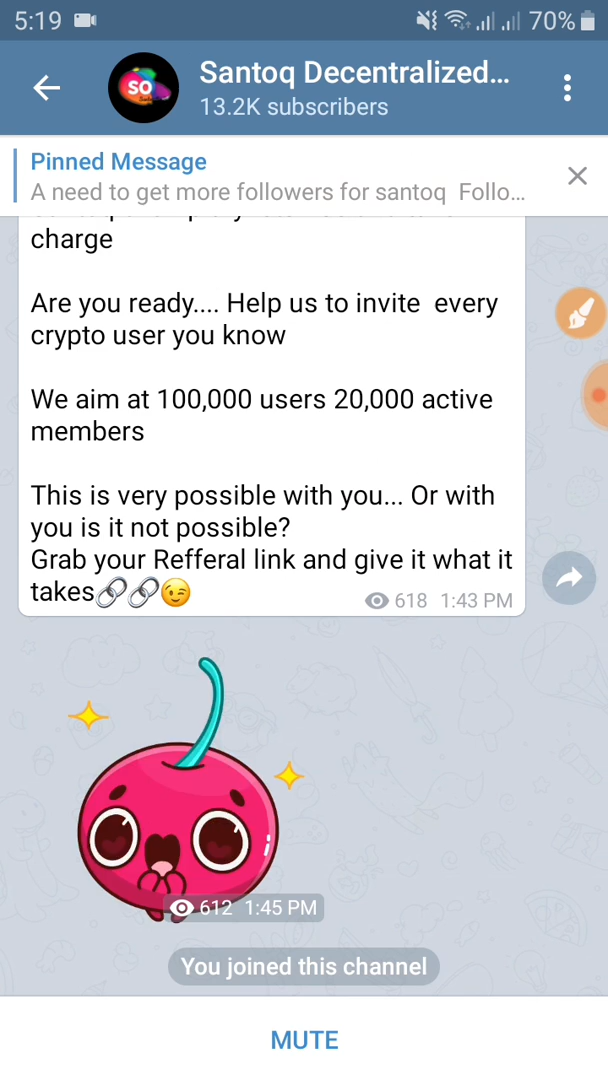 5:19 70%
SO
Santoq Decentralized...
13.2K subscribers
Pinned Message
A need to get more followers for santoq Follo...
charge
Are you ready.... Help us to invite every
crypto user you know
We aim at 100,000 users 20,000 active
members
This is very possible with you... Or with
you is it not possible?
Grab your Refferal link and give it what it
takes🔗🔗😉 618 1:43 PM
612 1:45 PM
You joined this channel
MUTE